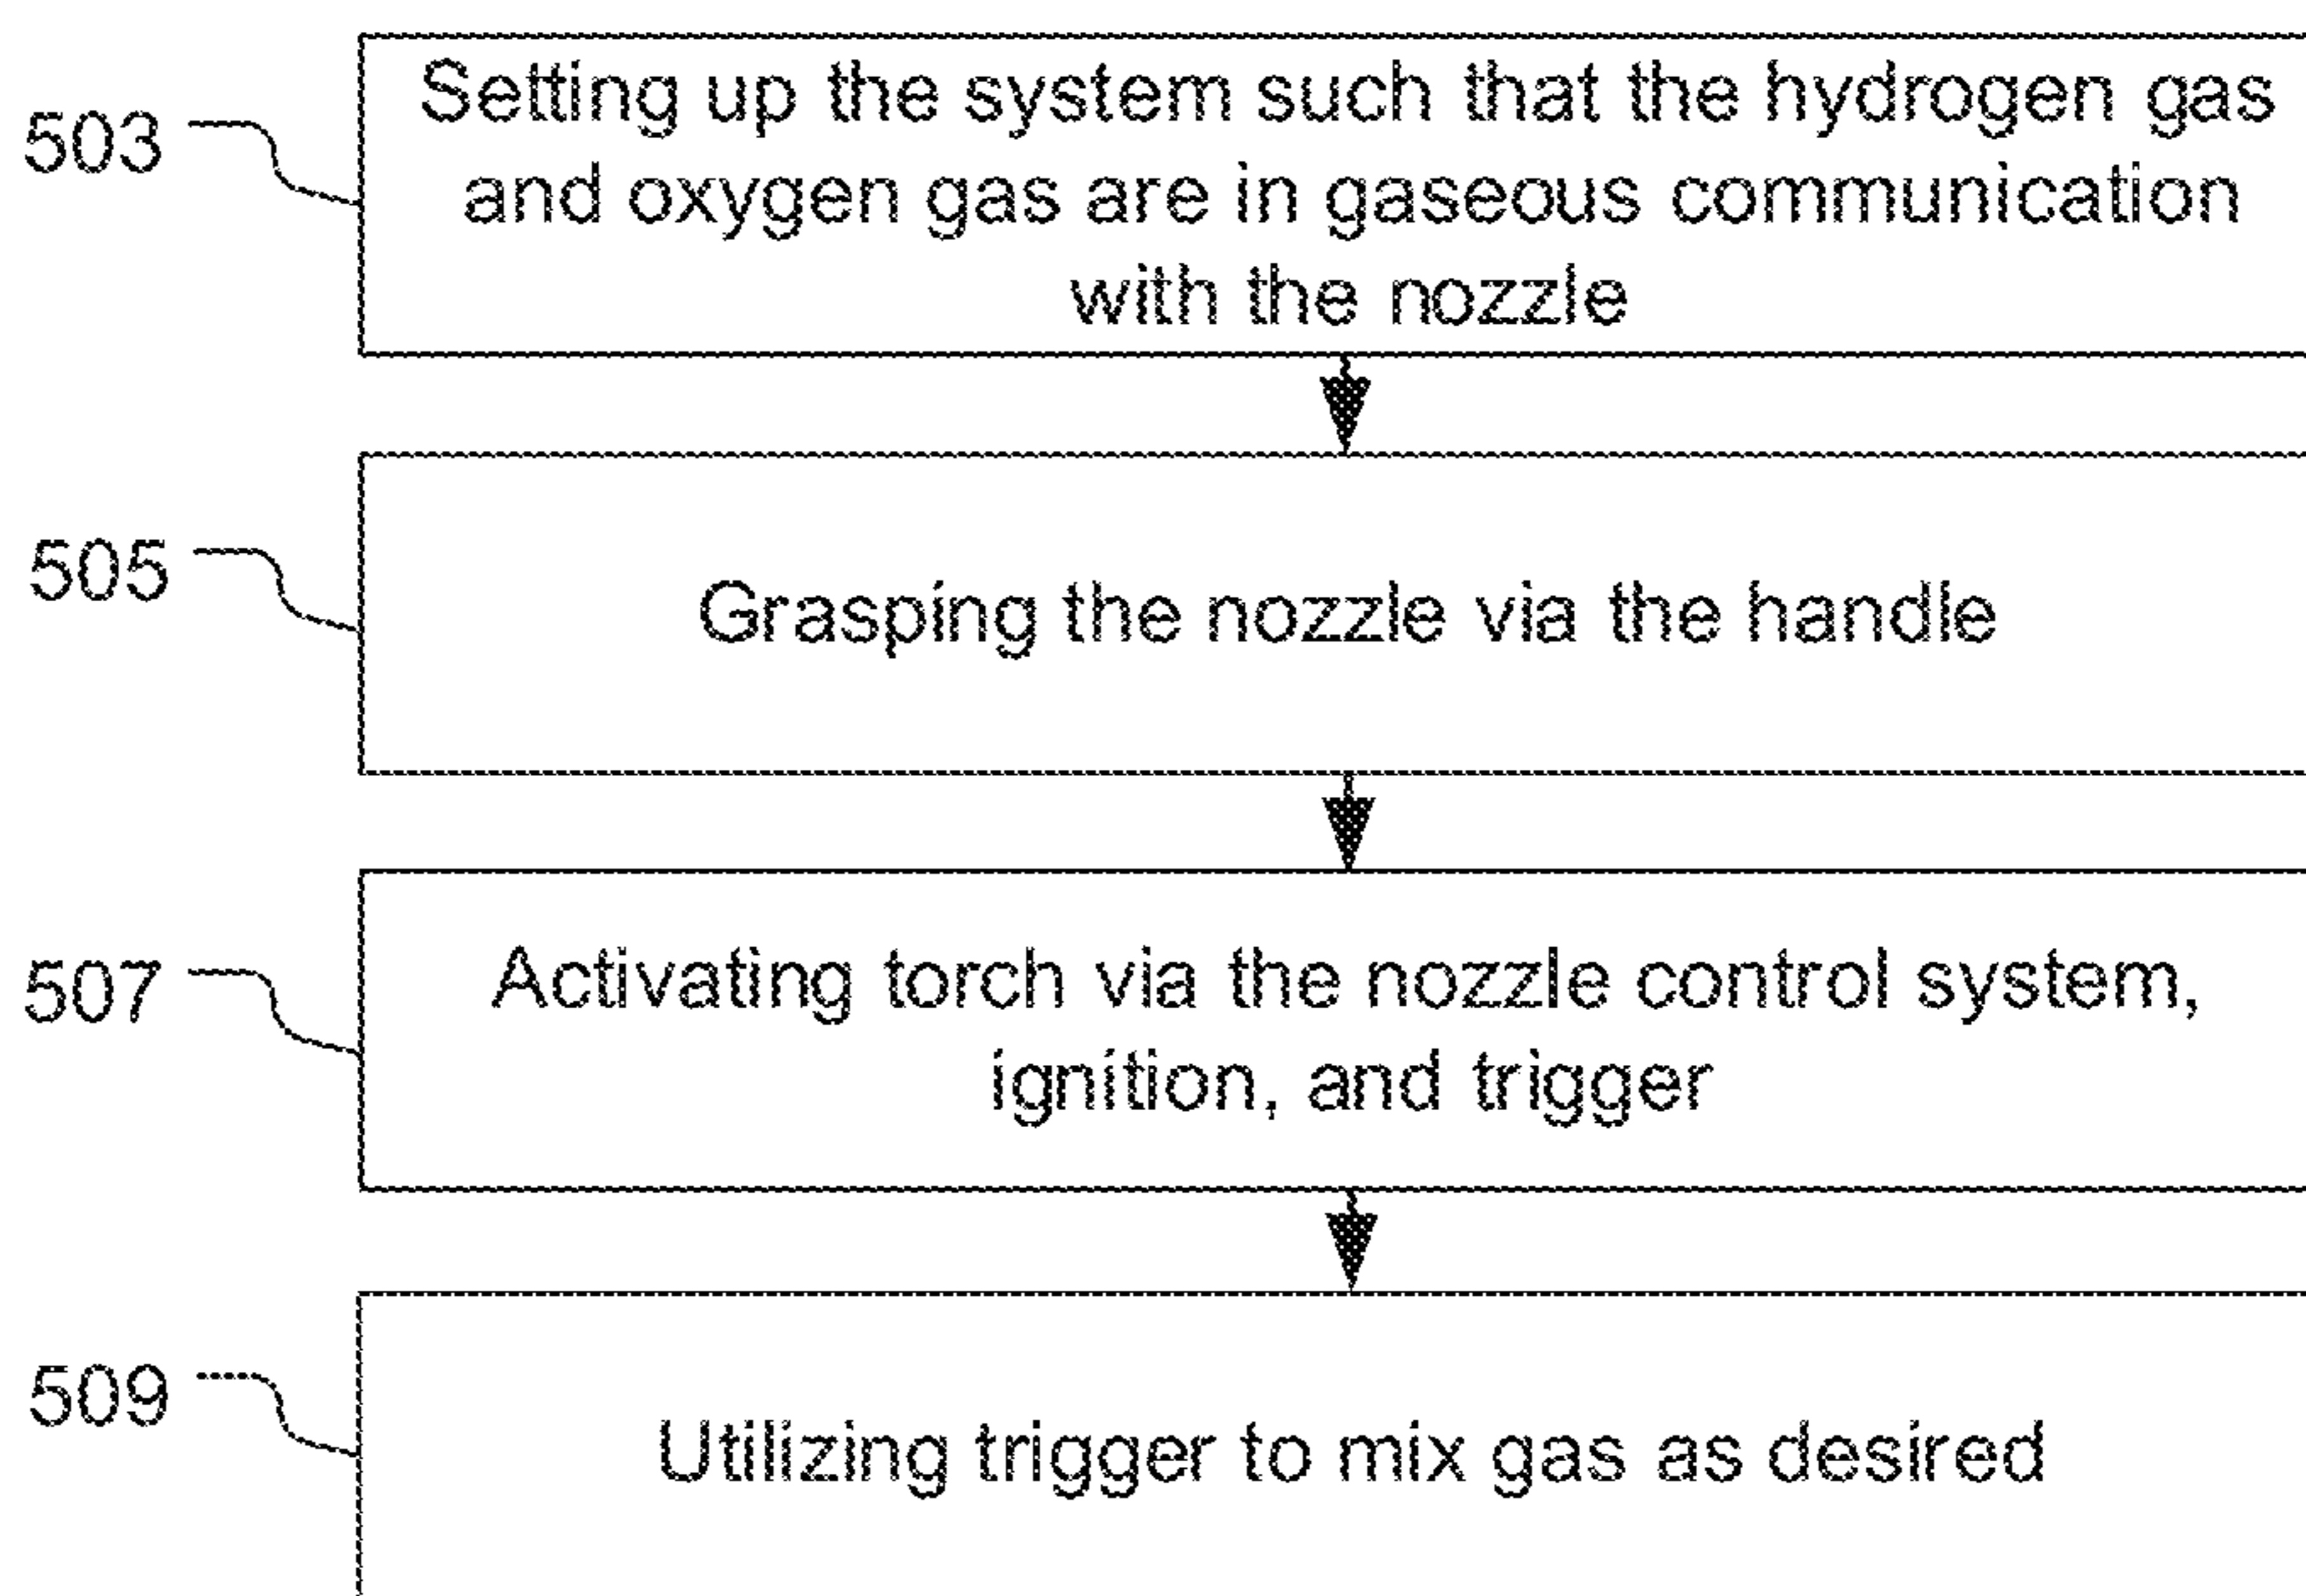 503
Setting up the system such that the hydrogen gas
and oxygen gas are in gaseous communication
with the nozzle
505
Grasping the nozzle via the handle
507
Activating torch via the nozzle control system,
ignition, and trigger
509
Utilizing trigger to mix gas as desired